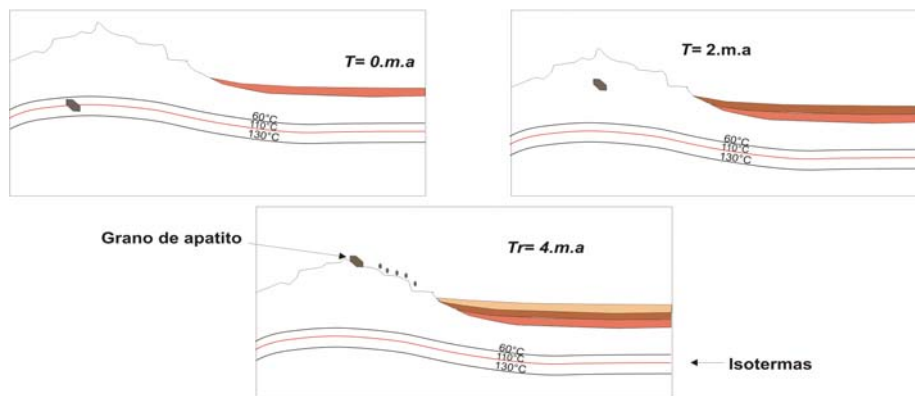 T= 0.m.a
60°C
110°C
130°C
T= 2.m.a
60°C
110°C
130°C
Grano de apatito
Tr= 4.m.a
60°C
110°C
130°C
Isotermas